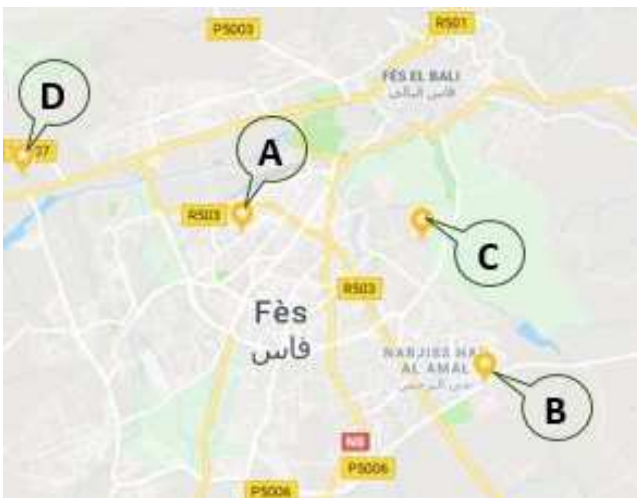 P5003
R501
FÈS EL BALI
فاس البالي
D
A
R503
C
Fès
فاس
R503
NARJISS HAY
AL AMAL
B
N8
P5006
P5006